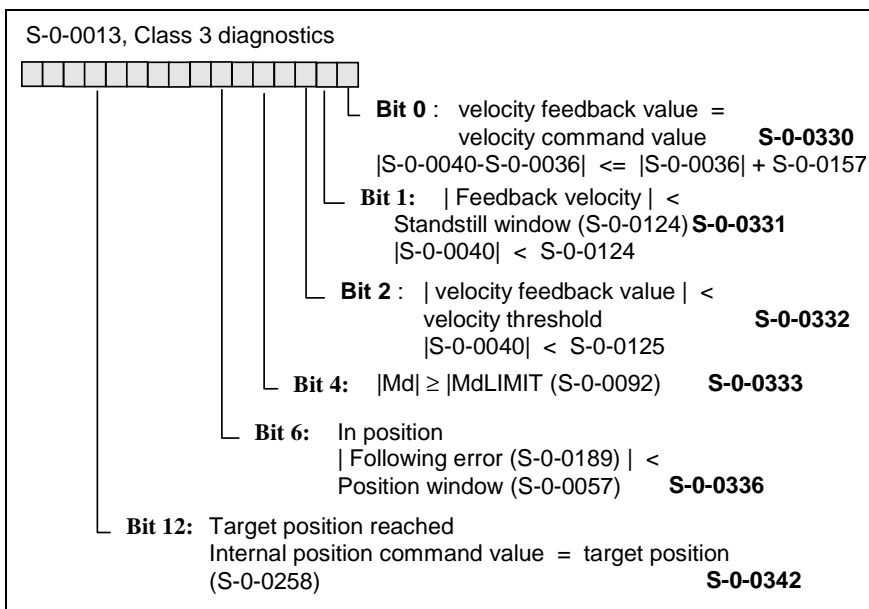 S-0-0013, Class 3 diagnostics
Bit 0 : velocity feedback value =
velocity command value S-0-0330
|S-0-0040-S-0-0036| <= |S-0-0036| + S-0-0157
Bit 1: | Feedback velocity | <
Standstill window (S-0-0124) S-0-0331
|S-0-0040| < S-0-0124
Bit 2 : | velocity feedback value | <
velocity threshold S-0-0332
|S-0-0040| < S-0-0125
Bit 4: |Md| ≥ |MdLIMIT (S-0-0092) S-0-0333
Bit 6: In position
| Following error (S-0-0189) | <
Position window (S-0-0057) S-0-0336
Bit 12: Target position reached
Internal position command value = target position
(S-0-0258) S-0-0342